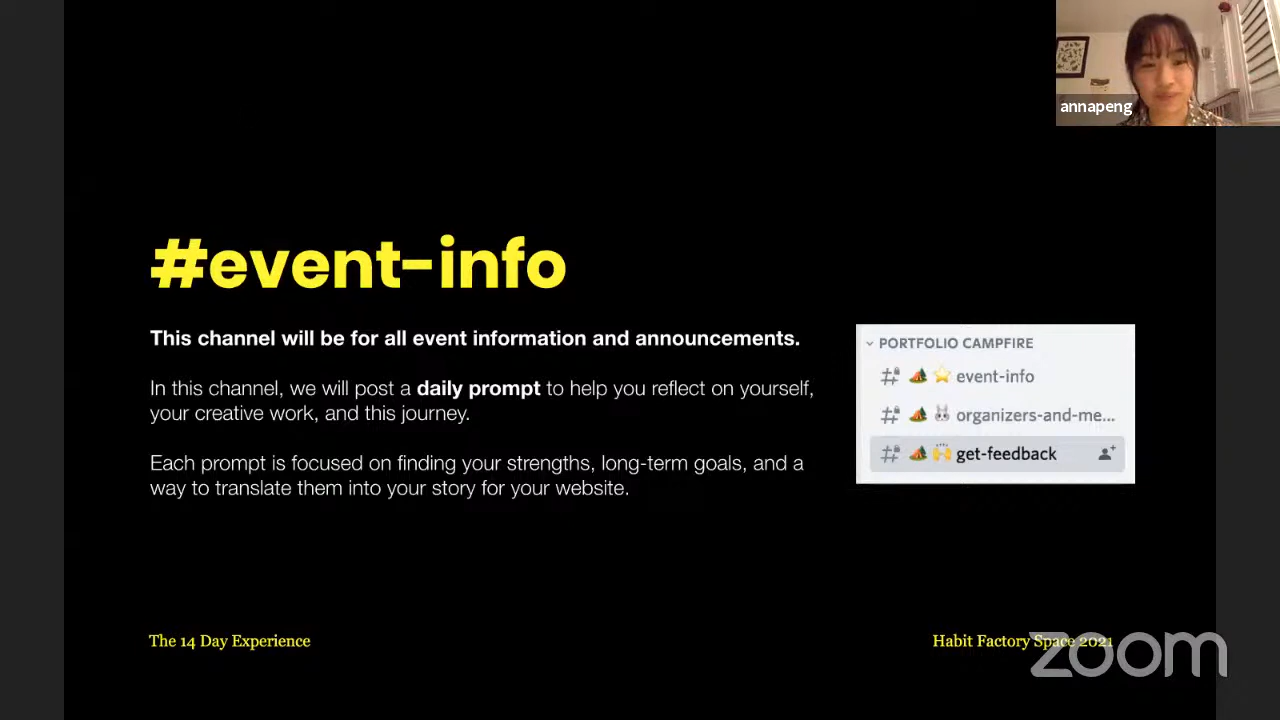 annapeng
#event-info
This channel will be for all event information and announcements.
In this channel, we will post a daily prompt to help you reflect on yourself,
your creative work, and this journey.
Each prompt is focused on finding your strengths, long-term goals, and a
way to translate them into your story for your website.
PORTFOLIO CAMPFIRE
event-info
organizers-and-me...
get-feedback
The 14 Day Experience
Habit Factory Space 2021
zoom